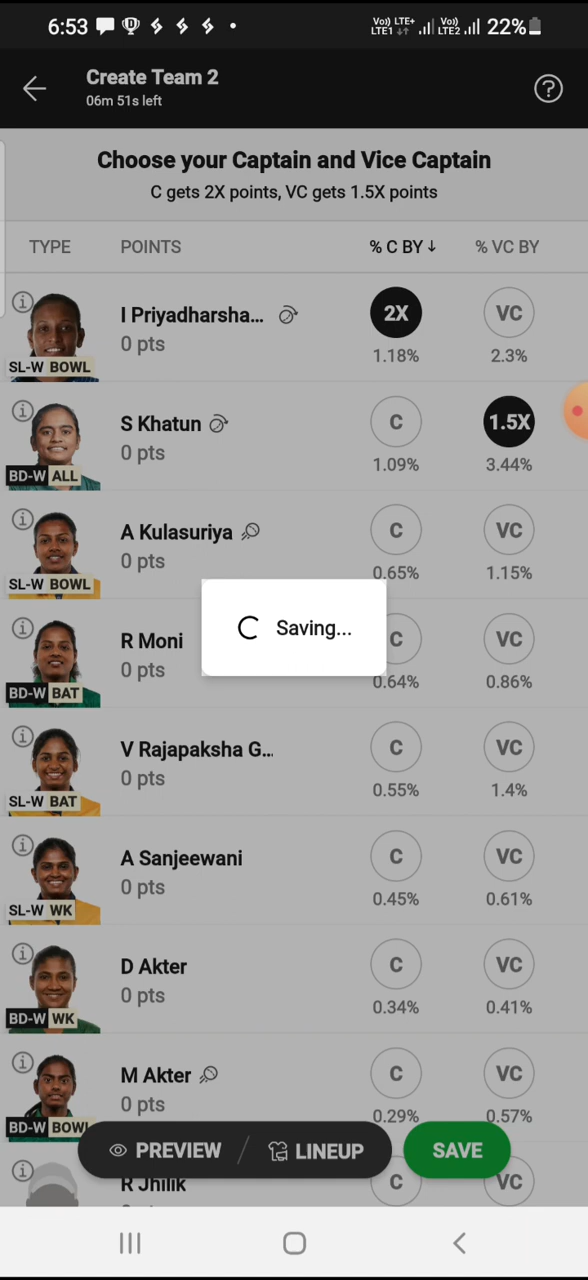 6:53
Vo) LTE+ Vo)
LTE1 LTE2 22%
Create Team 2
06m 51s left
?
Choose your Captain and Vice Captain
C gets 2X points, VC gets 1.5X points
TYPE POINTS % C BY ↓ % VC BY
I Priyadharsha... 2X VC
0 pts 1.18% 2.3%
SL-W BOWL
S Khatun C 1.5X
0 pts 1.09% 3.44%
BD-W ALL
A Kulasuriya C VC
0 pts 0.65% 1.15%
SL-W BOWL
Saving...
R Moni C VC
0 pts 0.64% 0.86%
BD-W BAT
V Rajapaksha G... C VC
0 pts 0.55% 1.4%
SL-W BAT
A Sanjeewani C VC
0 pts 0.45% 0.61%
SL-W WK
D Akter C VC
0 pts 0.34% 0.41%
BD-W WK
M Akter C VC
0 pts 0.29% 0.57%
BD-W BOWL
PREVIEW / LINEUP SAVE
R Jhilik C VC